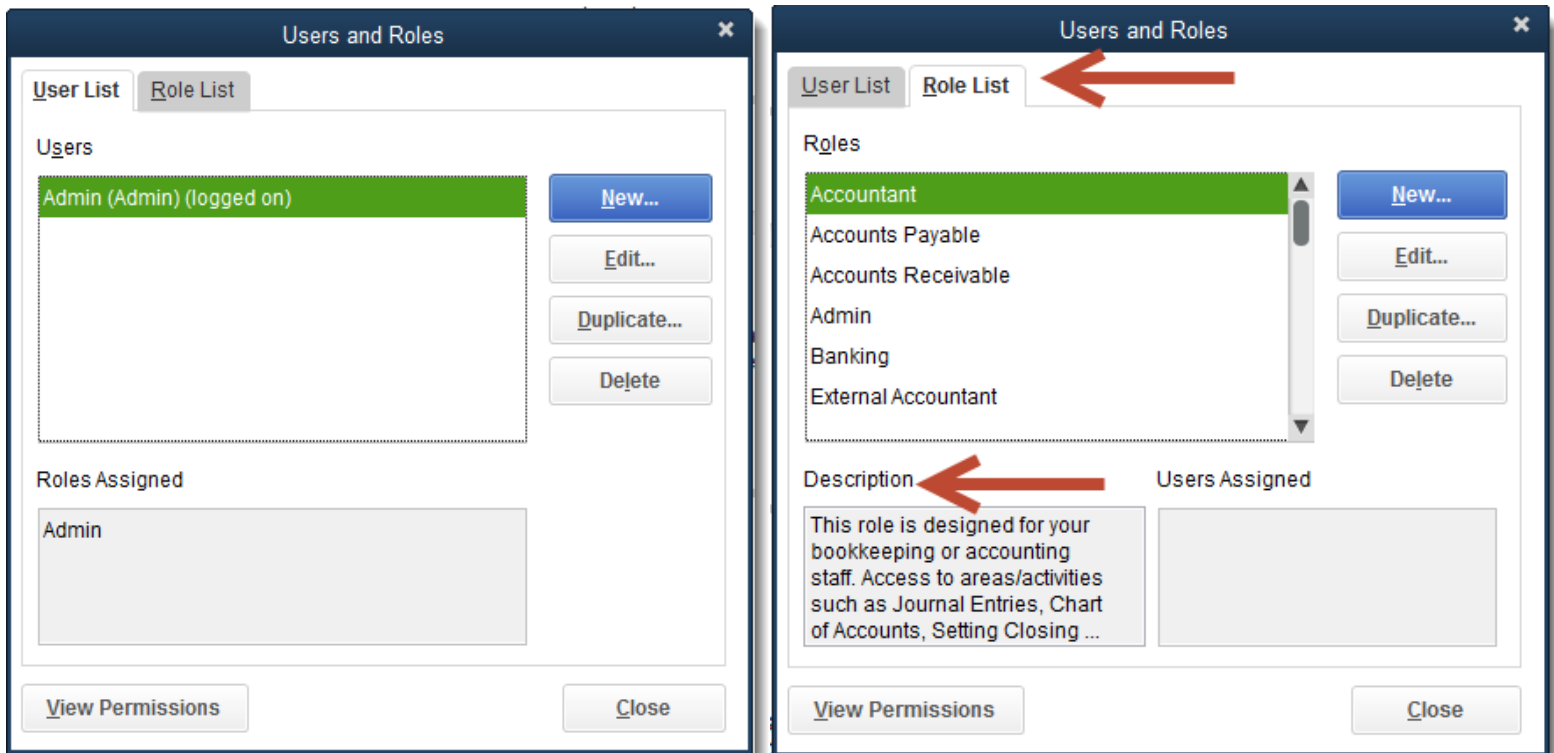 Users and Roles
User List
Role List
Users
Admin (Admin) (logged on)
New...
Edit...
Duplicate...
Delete
Roles Assigned
Admin
View Permissions
Close
Users and Roles
User List
Role List
Roles
Accountant
Accounts Payable
Accounts Receivable
Admin
Banking
External Accountant
New...
Edit...
Duplicate...
Delete
Description
This role is designed for your
bookkeeping or accounting
staff. Access to areas/activities
such as Journal Entries, Chart
of Accounts, Setting Closing ...
Users Assigned
View Permissions
Close